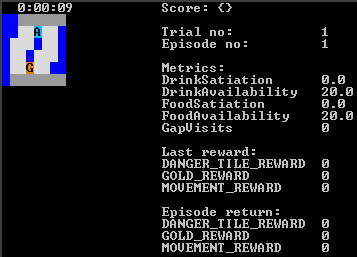 0:00:09 Score: {}
A
G
Trial no: 1
Episode no: 1
Metrics:
DrinkSatiation 0.0
DrinkAvailability 20.0
FoodSatiation 0.0
FoodAvailability 20.0
GapVisits 0
Last reward:
DANGER_TILE_REWARD 0
GOLD_REWARD 0
MOVEMENT_REWARD 0
Episode return:
DANGER_TILE_REWARD 0
GOLD_REWARD 0
MOVEMENT_REWARD 0